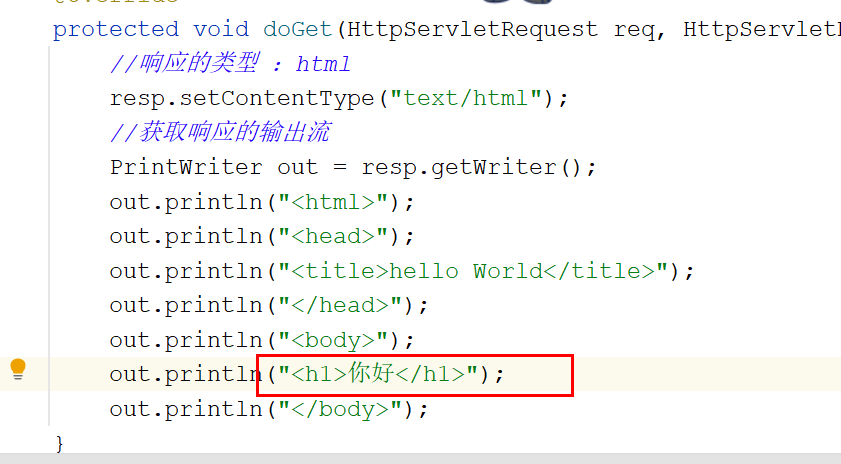 @Override
protected void doGet(HttpServletRequest req, HttpServlet
//响应的类型 : html
resp.setContentType("text/html");
//获取响应的输出流
PrintWriter out = resp.getWriter();
out.println("<html>");
out.println("<head>");
out.println("<title>hello World</title>");
out.println("</head>");
out.println("<body>");
out.println("<h1>你好</h1>");
out.println("</body>");
}